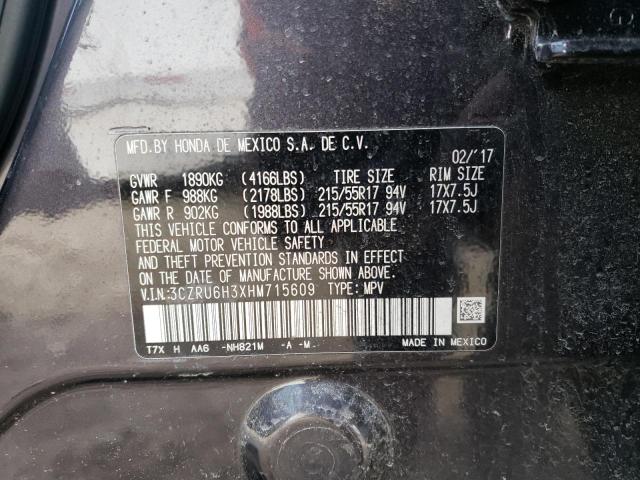 MFD.BY HONDA DE MEXICO S.A. DE C.V.
02/'17
GVWR 1890KG (4166LBS) TIRE SIZE RIM SIZE
GAWR F 988KG (2178LBS) 215/55R17 94V 17X7.5J
GAWR R 902KG (1988LBS) 215/55R17 94V 17X7.5J
THIS VEHICLE CONFORMS TO ALL APPLICABLE
FEDERAL MOTOR VEHICLE SAFETY
AND THEFT PREVENTION STANDARDS IN EFFECT
ON THE DATE OF MANUFACTURE SHOWN ABOVE.
V.I.N:3CZRU6H3XHM715609 TYPE:MPV
T7X H AA6 -NH821M -A -M- MADE IN MEXICO